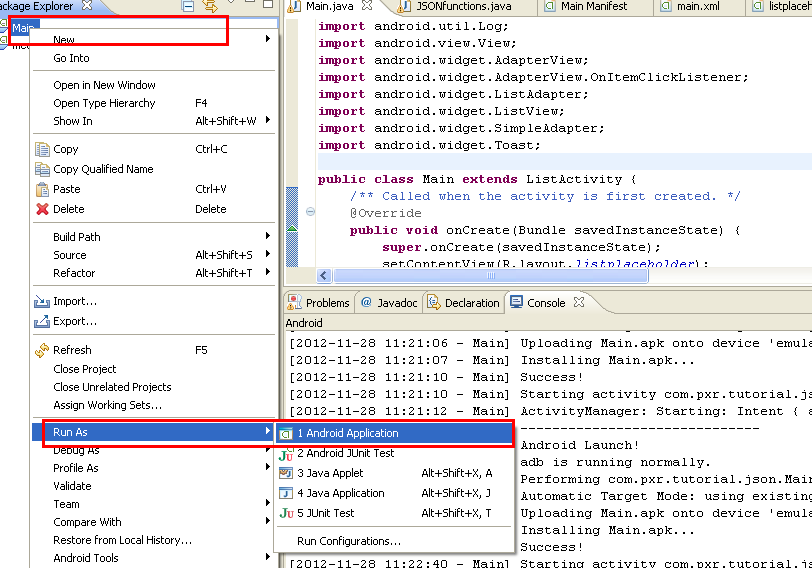 Package Explorer
Main
New
Go Into
Open in New Window
Open Type Hierarchy F4
Show In Alt+Shift+W
Copy Ctrl+C
Copy Qualified Name
Paste Ctrl+V
Delete Delete
Build Path
Source Alt+Shift+S
Refactor Alt+Shift+T
Import...
Export...
Refresh F5
Close Project
Close Unrelated Projects
Assign Working Sets...
Run As
Debug As
Profile As
Validate
Team
Compare With
Restore from Local History...
Android Tools
1 Android Application
2 Android JUnit Test
3 Java Applet Alt+Shift+X, A
4 Java Application Alt+Shift+X, J
5 JUnit Test Alt+Shift+X, T
Run Configurations...
Main.java JSONfunctions.java Main Manifest main.xml listplaceh
import android.util.Log;
import android.view.View;
import android.widget.AdapterView;
import android.widget.AdapterView.OnItemClickListener;
import android.widget.ListAdapter;
import android.widget.ListView;
import android.widget.SimpleAdapter;
import android.widget.Toast;
public class Main extends ListActivity {
/** Called when the activity is first created. */
@Override
public void onCreate(Bundle savedInstanceState) {
super.onCreate(savedInstanceState);
setContentView(R.layout.listplaceholder);
Problems @ Javadoc Declaration Console
Android
[2012-11-28 11:21:06 - Main] Uploading Main.apk onto device 'emul
[2012-11-28 11:21:07 - Main] Installing Main.apk...
[2012-11-28 11:21:10 - Main] Success!
[2012-11-28 11:21:10 - Main] Starting activity com.pxr.tutorial.js
[2012-11-28 11:21:12 - Main] ActivityManager: Starting: Intent { a
------------------------------
Android Launch!
adb is running normally.
Performing com.pxr.tutorial.json.Main
Automatic Target Mode: using existing
Uploading Main.apk onto device 'emula
Installing Main.apk...
Success!
[2012-11-28 11:22:40 - Main] Starting activity com.pxr.tutorial.js